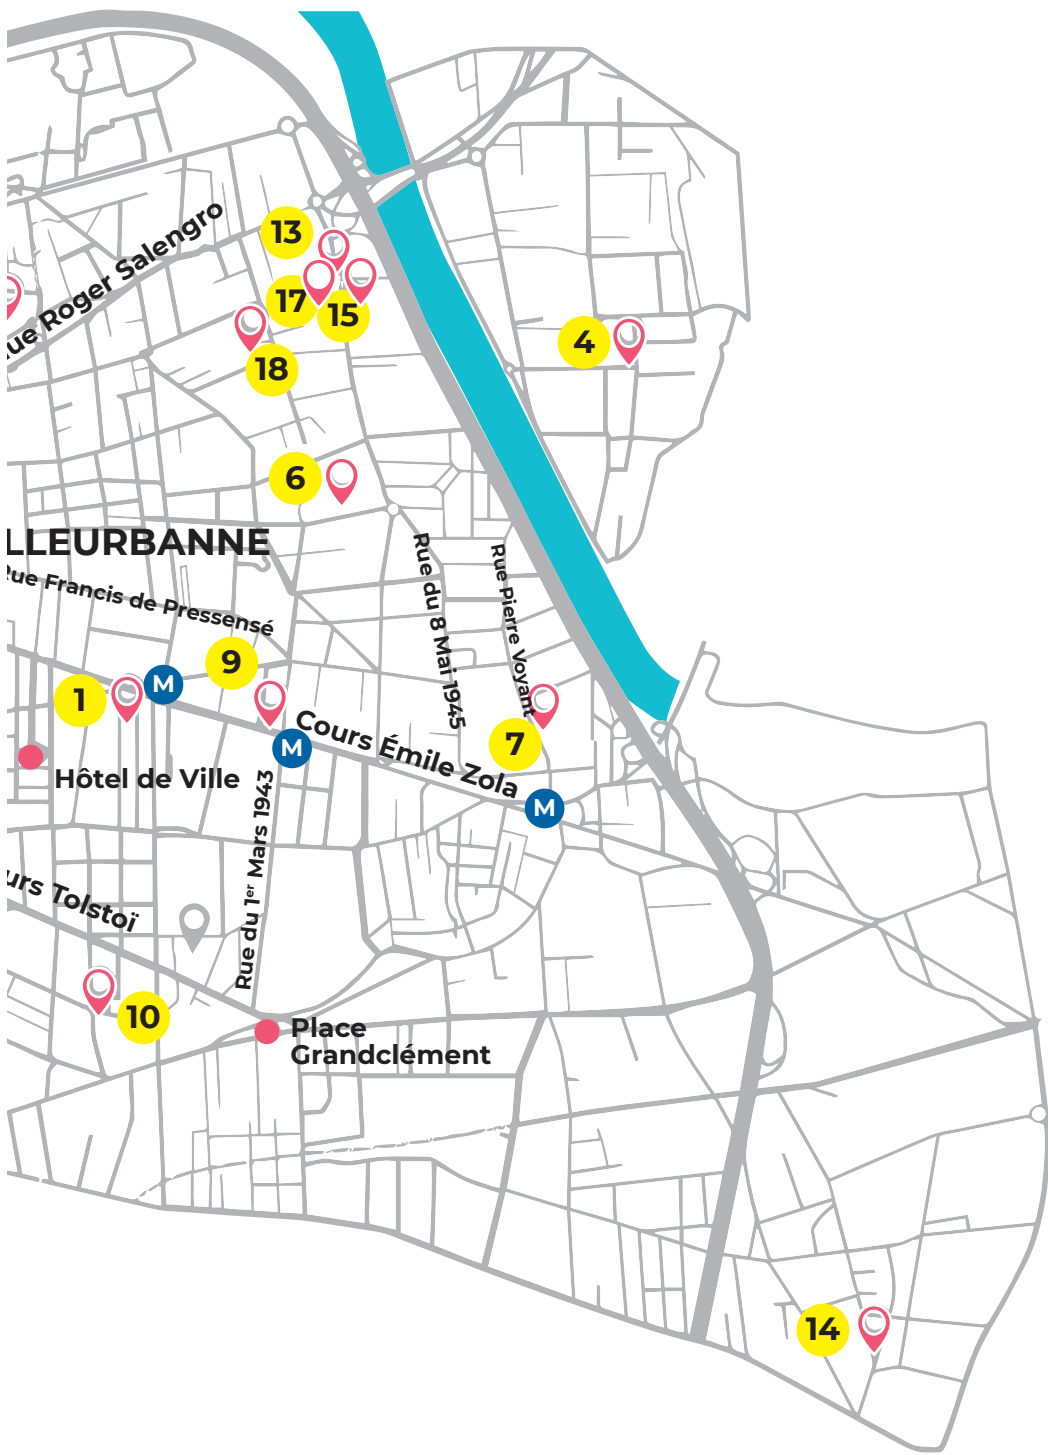 13
ue Roger Salengro
17
15
4
18
6
LLEURBANNE
Rue du 8 Mai 1945
Rue Pierre Voyant
Rue Francis de Pressensé
9
1
M
Cours Émile Zola
7
M
Hôtel de Ville
M
Rue du 1er Mars 1943
urs Tolstoï
10
Place
Grandclément
14